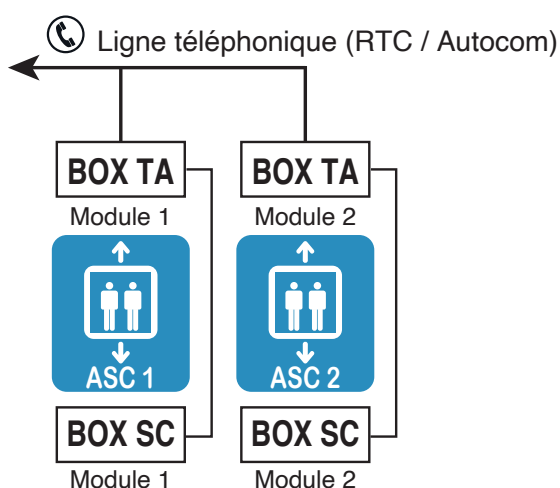 Ligne téléphonique (RTC / Autocom)
BOX TA BOX TA
Module 1 Module 2
ASC 1 ASC 2
BOX SC BOX SC
Module 1 Module 2